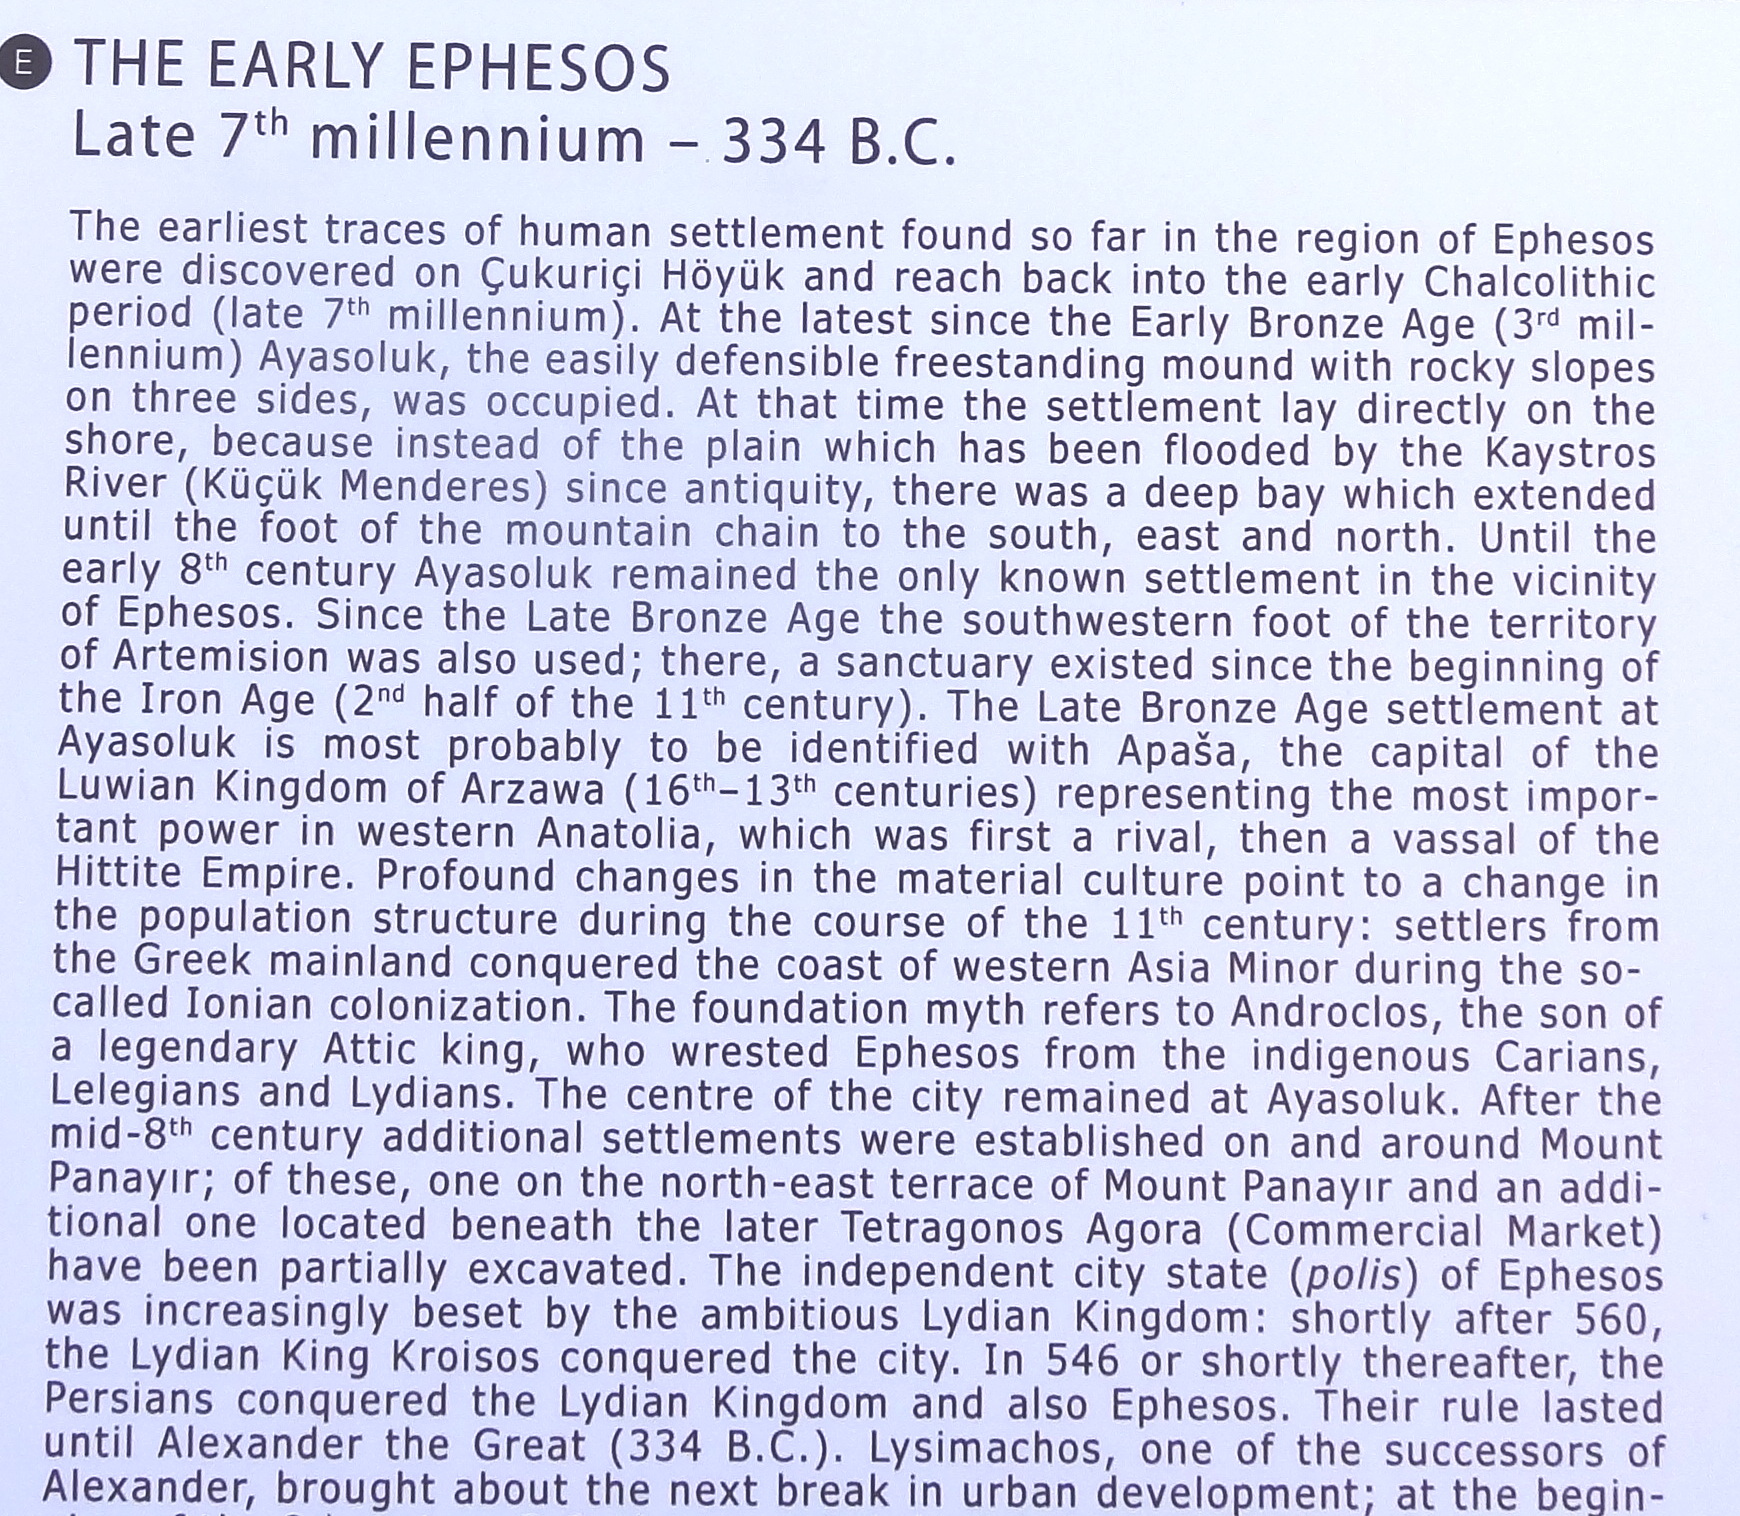 E THE EARLY EPHESOS
Late 7th millennium – 334 B.C.
The earliest traces of human settlement found so far in the region of Ephesos
were discovered on Çukuriçi Höyük and reach back into the early Chalcolithic
period (late 7th millennium). At the latest since the Early Bronze Age (3rd mil-
lennium) Ayasoluk, the easily defensible freestanding mound with rocky slopes
on three sides, was occupied. At that time the settlement lay directly on the
shore, because instead of the plain which has been flooded by the Kaystros
River (Küçük Menderes) since antiquity, there was a deep bay which extended
until the foot of the mountain chain to the south, east and north. Until the
early 8th century Ayasoluk remained the only known settlement in the vicinity
of Ephesos. Since the Late Bronze Age the southwestern foot of the territory
of Artemision was also used; there, a sanctuary existed since the beginning of
the Iron Age (2nd half of the 11th century). The Late Bronze Age settlement at
Ayasoluk is most probably to be identified with Apaša, the capital of the
Luwian Kingdom of Arzawa (16th–13th centuries) representing the most impor-
tant power in western Anatolia, which was first a rival, then a vassal of the
Hittite Empire. Profound changes in the material culture point to a change in
the population structure during the course of the 11th century: settlers from
the Greek mainland conquered the coast of western Asia Minor during the so-
called Ionian colonization. The foundation myth refers to Androclos, the son of
a legendary Attic king, who wrested Ephesos from the indigenous Carians,
Lelegians and Lydians. The centre of the city remained at Ayasoluk. After the
mid-8th century additional settlements were established on and around Mount
Panayır; of these, one on the north-east terrace of Mount Panayır and an addi-
tional one located beneath the later Tetragonos Agora (Commercial Market)
have been partially excavated. The independent city state (polis) of Ephesos
was increasingly beset by the ambitious Lydian Kingdom: shortly after 560,
the Lydian King Kroisos conquered the city. In 546 or shortly thereafter, the
Persians conquered the Lydian Kingdom and also Ephesos. Their rule lasted
until Alexander the Great (334 B.C.). Lysimachos, one of the successors of
Alexander, brought about the next break in urban development; at the begin-